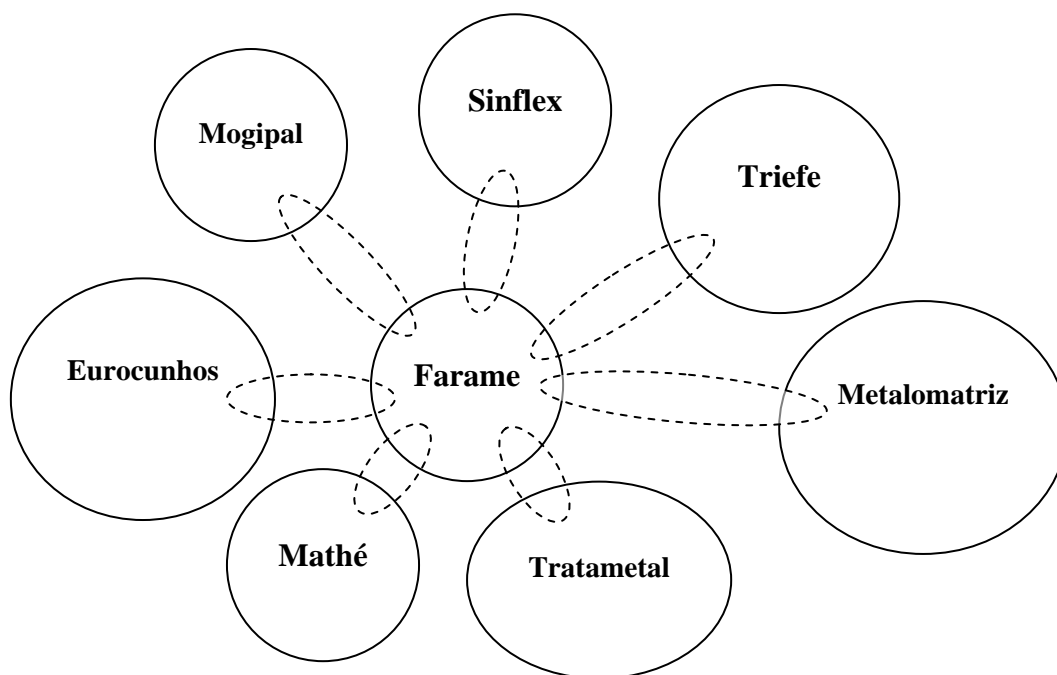 Sinflex
Mogipal
Triefe
Eurocunhos
Farame
Metalomatriz
Mathé
Tratametal